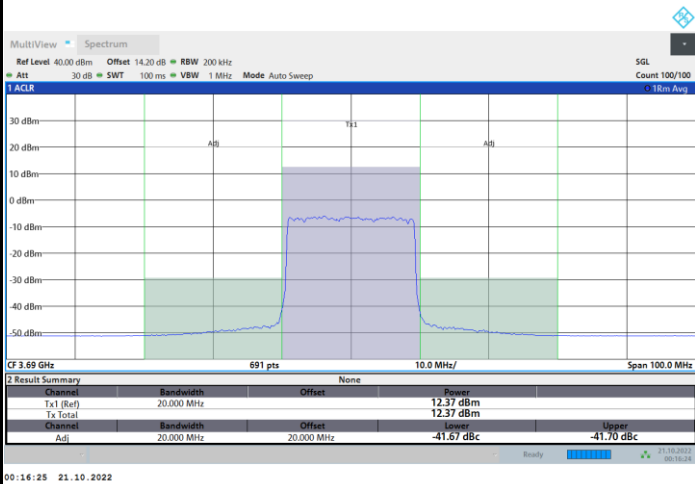 MultiView Spectrum
Ref Level 40.00 dBm Offset 14.20 dB RBW 200 kHz SGL
Att 30 dB SWT 100 ms VBW 1 MHz Mode Auto Sweep Count 100/100
1 ACLR 1Rm Avg
30 dBm
Tx1
20 dBm
Adj Adj
10 dBm
0 dBm
-10 dBm
-20 dBm
-30 dBm
-40 dBm
-50 dBm
CF 3.69 GHz 691 pts 10.0 MHz/ Span 100.0 MHz
2 Result Summary None
Channel Bandwidth Offset Power
Tx1 (Ref) 20.000 MHz 12.37 dBm
Tx Total 12.37 dBm
Channel Bandwidth Offset Lower Upper
Adj 20.000 MHz 20.000 MHz -41.67 dBc -41.70 dBc
Ready 21.10.2022
00:16:24
00:16:25 21.10.2022